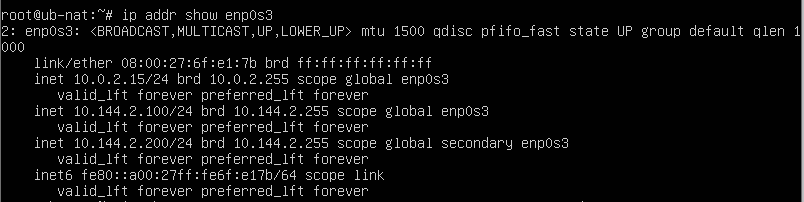 root@ub-nat:~# ip addr show enp0s3
2: enp0s3: <BROADCAST,MULTICAST,UP,LOWER_UP> mtu 1500 qdisc pfifo_fast state UP group default qlen 1
000
    link/ether 08:00:27:6f:e1:7b brd ff:ff:ff:ff:ff:ff
    inet 10.0.2.15/24 brd 10.0.2.255 scope global enp0s3
       valid_lft forever preferred_lft forever
    inet 10.144.2.100/24 brd 10.144.2.255 scope global enp0s3
       valid_lft forever preferred_lft forever
    inet 10.144.2.200/24 brd 10.144.2.255 scope global secondary enp0s3
       valid_lft forever preferred_lft forever
    inet6 fe80::a00:27ff:fe6f:e17b/64 scope link
       valid_lft forever preferred_lft forever